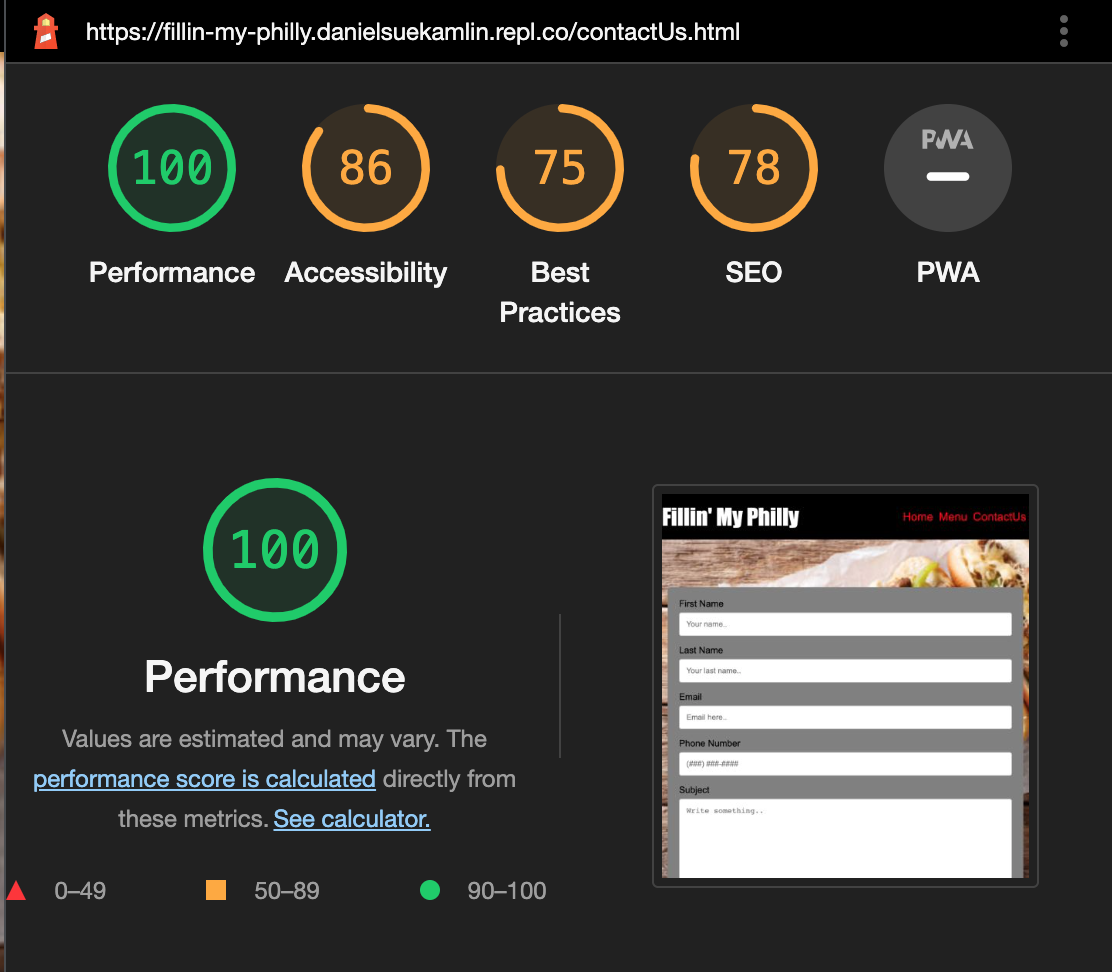 https://fillin-my-philly.danielsuekamlin.repl.co/contactUs.html
100
86
75
78
PWA
Performance
Accessibility
Best
Practices
SEO
PWA
100
Performance
Values are estimated and may vary. The
performance score is calculated directly from
these metrics. See calculator.
0–49
50–89
90–100
Fillin' My Philly
Home Menu ContactUs
First Name
Your name..
Last Name
Your last name..
Email
Email here..
Phone Number
(###) ###-####
Subject
Write something..